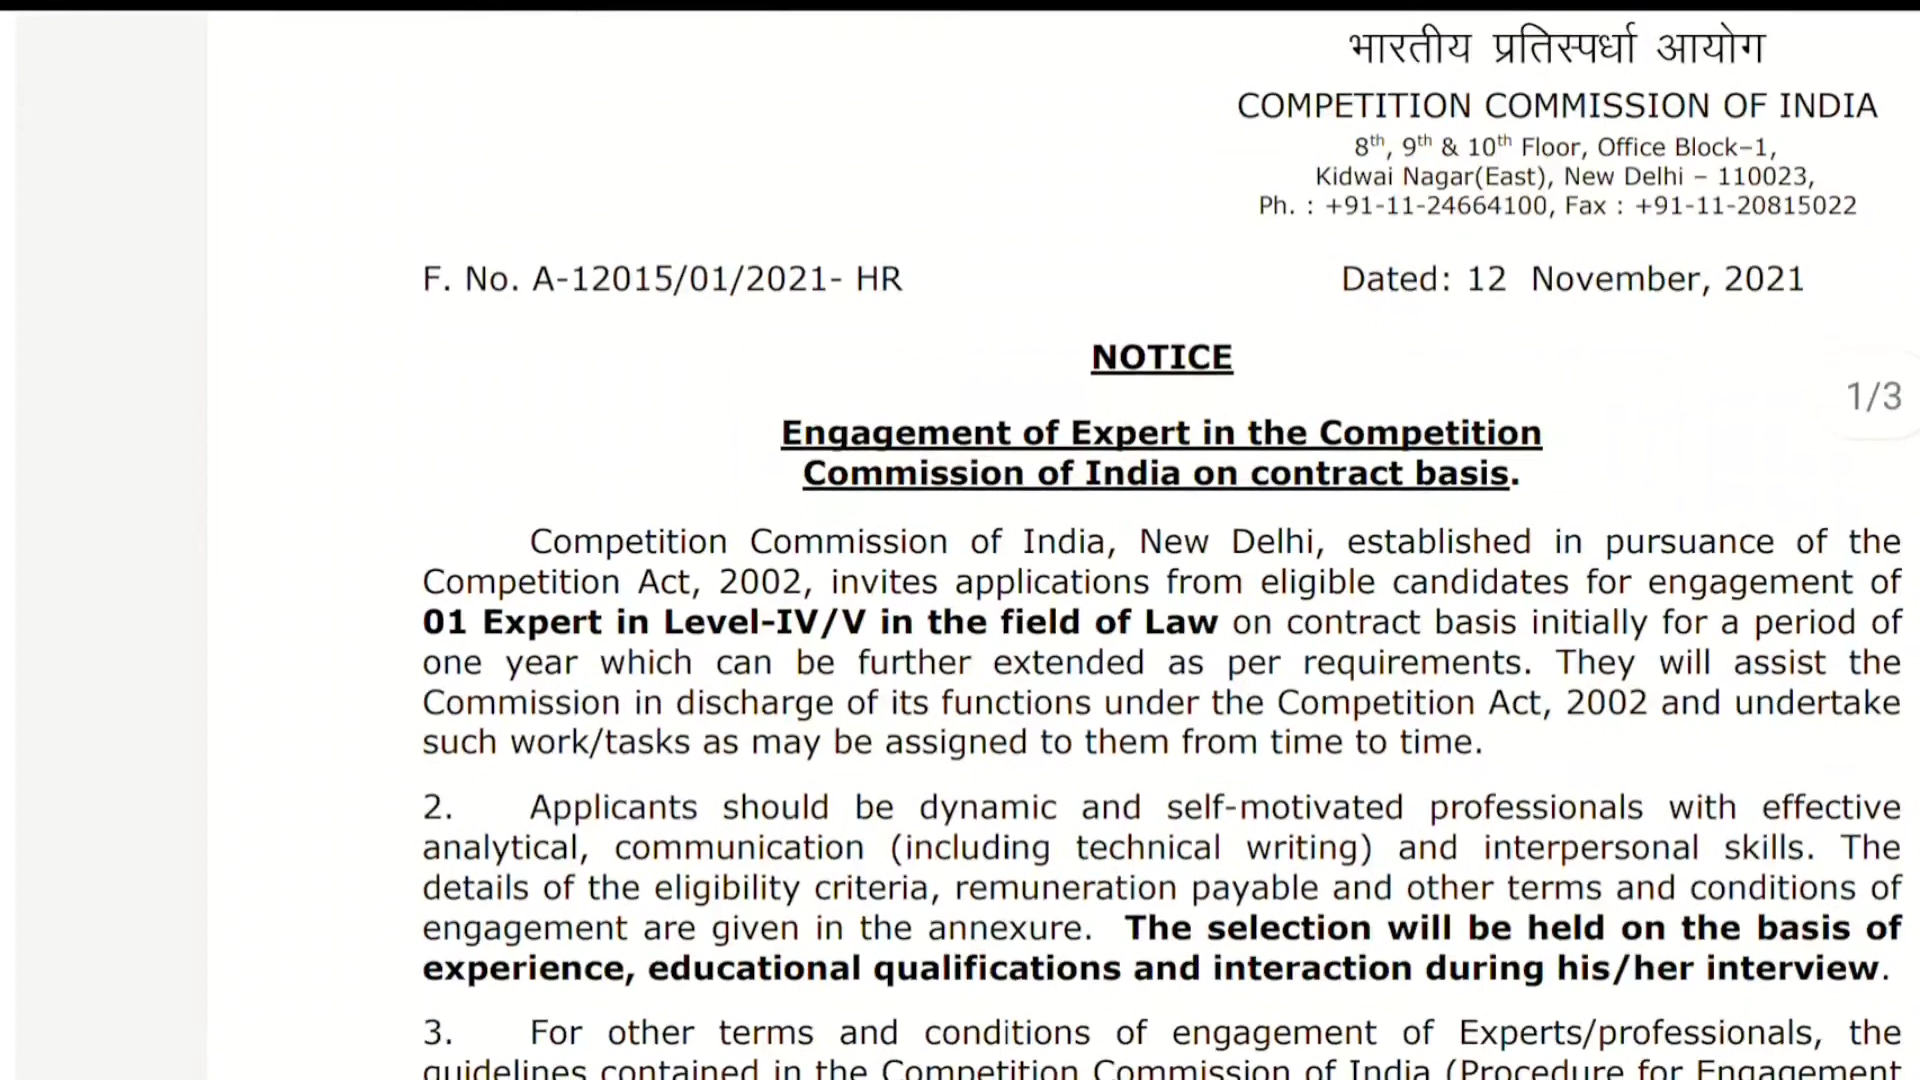 भारतीय प्रतिस्पर्धा आयोग
COMPETITION COMMISSION OF INDIA
8th, 9th & 10th Floor, Office Block–1,
Kidwai Nagar(East), New Delhi – 110023,
Ph. : +91-11-24664100, Fax : +91-11-20815022
F. No. A-12015/01/2021- HR Dated: 12 November, 2021
NOTICE
1/3
Engagement of Expert in the Competition
Commission of India on contract basis.
Competition Commission of India, New Delhi, established in pursuance of the
Competition Act, 2002, invites applications from eligible candidates for engagement of
01 Expert in Level-IV/V in the field of Law on contract basis initially for a period of
one year which can be further extended as per requirements. They will assist the
Commission in discharge of its functions under the Competition Act, 2002 and undertake
such work/tasks as may be assigned to them from time to time.
2. Applicants should be dynamic and self-motivated professionals with effective
analytical, communication (including technical writing) and interpersonal skills. The
details of the eligibility criteria, remuneration payable and other terms and conditions of
engagement are given in the annexure. The selection will be held on the basis of
experience, educational qualifications and interaction during his/her interview.
3. For other terms and conditions of engagement of Experts/professionals, the
guidelines contained in the Competition Commission of India (Procedure for Engagement